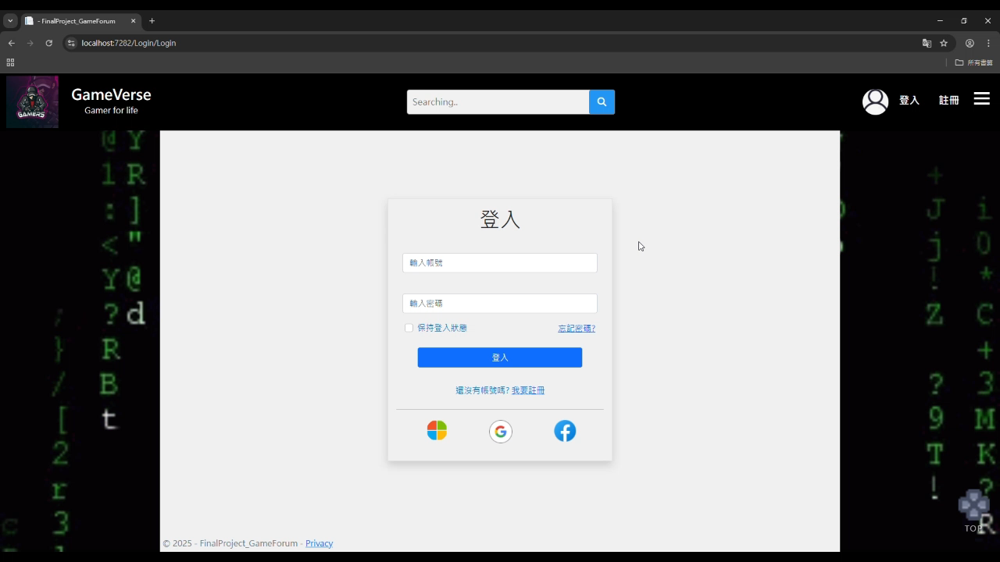 - FinalProject_GameForum
localhost:7282/Login/Login
所有書籤
GAMERS
GameVerse
Gamer for life
Searching..
登入
註冊
登入
輸入帳號
輸入密碼
保持登入狀態
忘記密碼?
登入
還沒有帳號嗎? 我要註冊
© 2025 - FinalProject_GameForum - Privacy
TOP